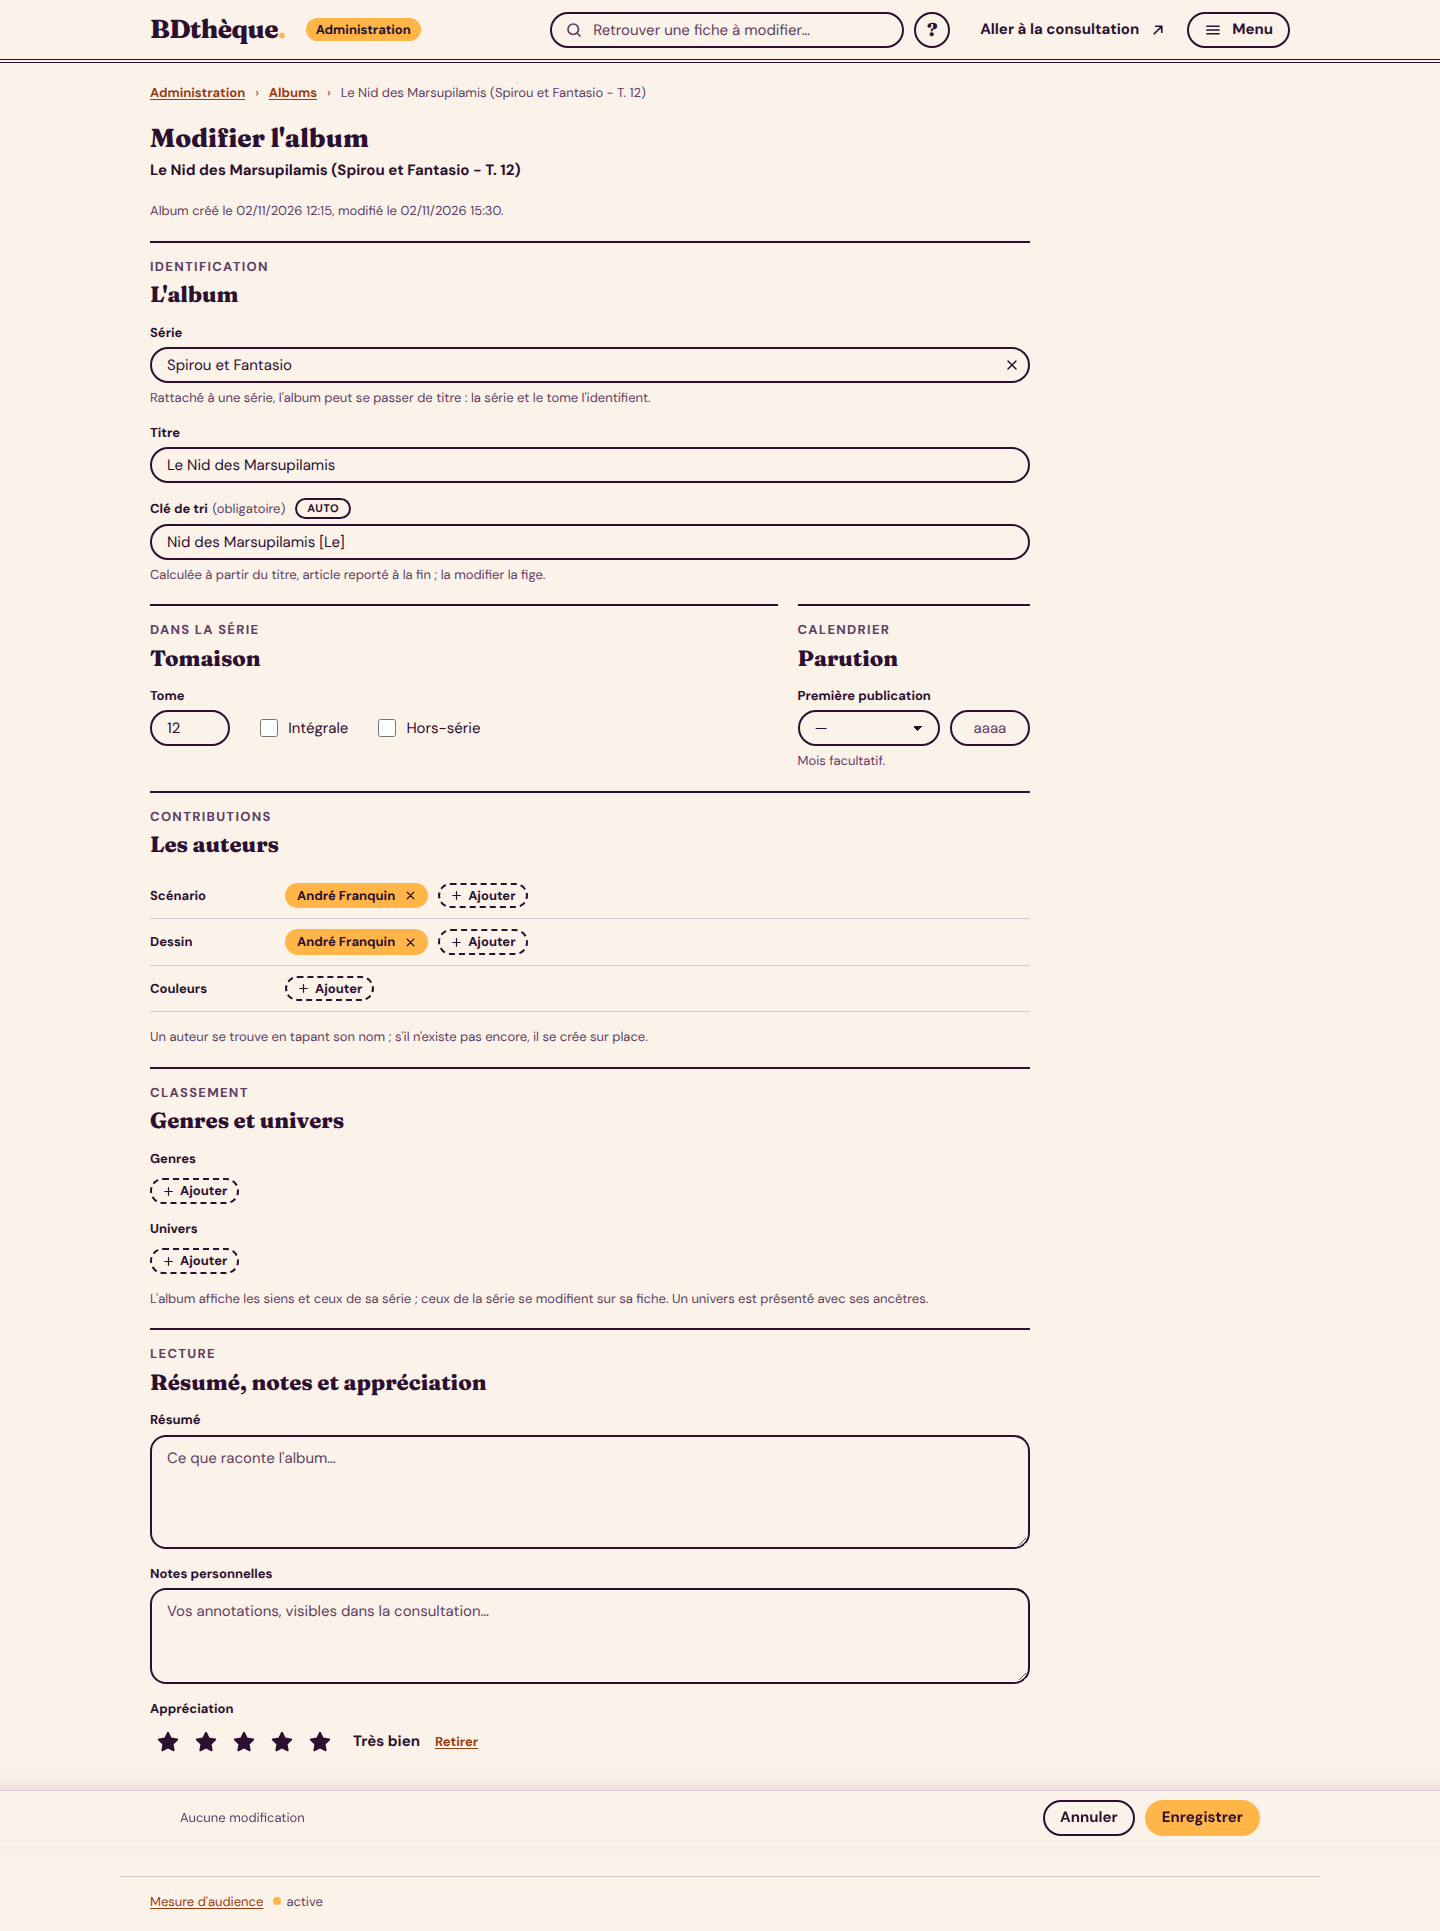 BDthèque. Administration Retrouver une fiche à modifier... ? Aller à la consultation Menu
Administration › Albums › Le Nid des Marsupilamis (Spirou et Fantasio - T. 12)
Modifier l'album
Le Nid des Marsupilamis (Spirou et Fantasio - T. 12)
Album créé le 02/11/2026 12:15, modifié le 02/11/2026 15:30.
IDENTIFICATION
L'album
Série
Spirou et Fantasio
Rattaché à une série, l'album peut se passer de titre : la série et le tome l'identifient.
Titre
Le Nid des Marsupilamis
Clé de tri (obligatoire) AUTO
Nid des Marsupilamis [Le]
Calculée à partir du titre, article reporté à la fin ; la modifier la fige.
DANS LA SÉRIE
Tomaison
Tome
12 Intégrale Hors-série
CALENDRIER
Parution
Première publication
— aaaa
Mois facultatif.
CONTRIBUTIONS
Les auteurs
Scénario André Franquin × + Ajouter
Dessin André Franquin × + Ajouter
Couleurs + Ajouter
Un auteur se trouve en tapant son nom ; s'il n'existe pas encore, il se crée sur place.
CLASSEMENT
Genres et univers
Genres
+ Ajouter
Univers
+ Ajouter
L'album affiche les siens et ceux de sa série ; ceux de la série se modifient sur sa fiche. Un univers est présenté avec ses ancêtres.
LECTURE
Résumé, notes et appréciation
Résumé
Ce que raconte l'album...
Notes personnelles
Vos annotations, visibles dans la consultation...
Appréciation
Très bien Retirer
Aucune modification Annuler Enregistrer
Mesure d'audience active